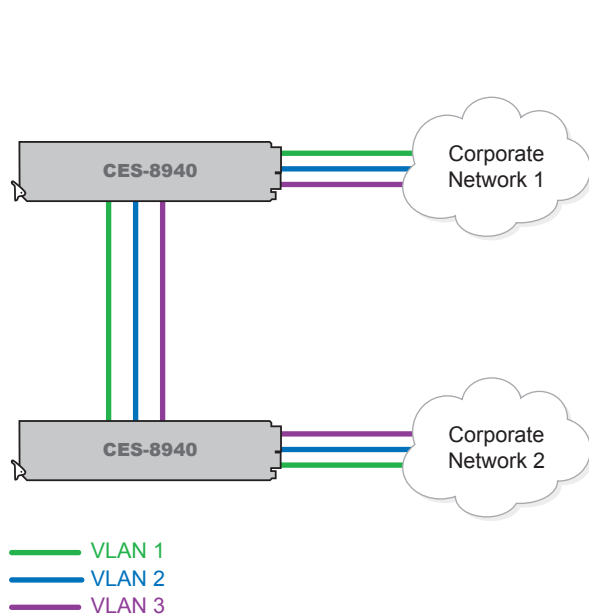 CES-8940
Corporate
Network 1
CES-8940
Corporate
Network 2
VLAN 1
VLAN 2
VLAN 3